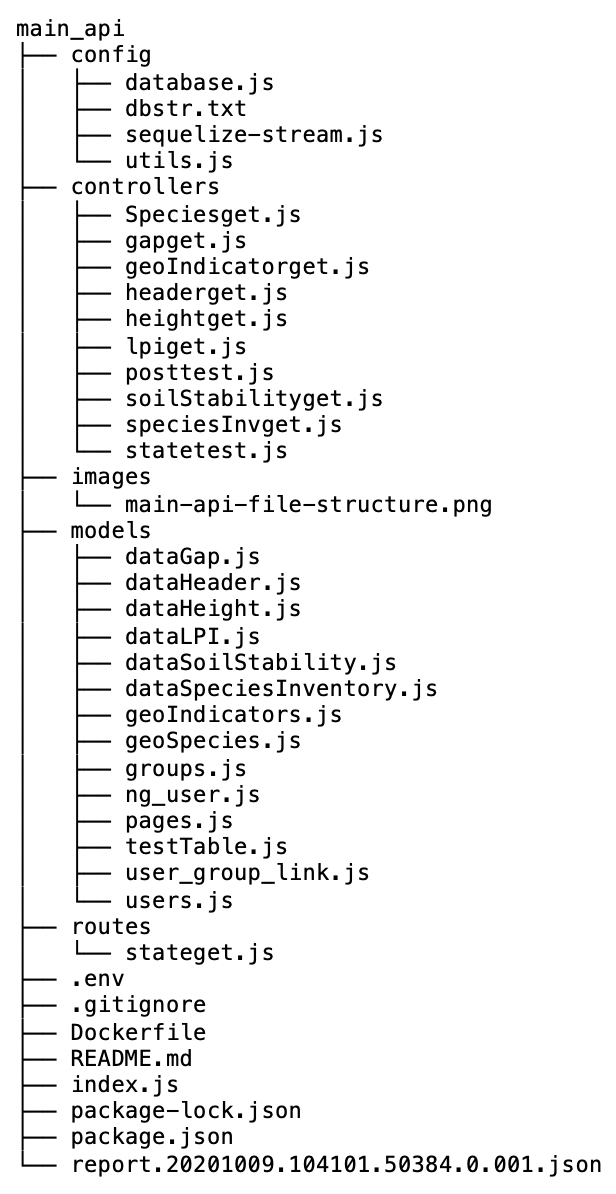 main_api
├── config
│   ├── database.js
│   ├── dbstr.txt
│   ├── sequelize-stream.js
│   └── utils.js
├── controllers
│   ├── Speciesget.js
│   ├── gapget.js
│   ├── geoIndicatorget.js
│   ├── headerget.js
│   ├── heightget.js
│   ├── lpiget.js
│   ├── posttest.js
│   ├── soilStabilityget.js
│   ├── speciesInvget.js
│   └── statetest.js
├── images
│   └── main-api-file-structure.png
├── models
│   ├── dataGap.js
│   ├── dataHeader.js
│   ├── dataHeight.js
│   ├── dataLPI.js
│   ├── dataSoilStability.js
│   ├── dataSpeciesInventory.js
│   ├── geoIndicators.js
│   ├── geoSpecies.js
│   ├── groups.js
│   ├── ng_user.js
│   ├── pages.js
│   ├── testTable.js
│   ├── user_group_link.js
│   └── users.js
├── routes
│   └── stateget.js
├── .env
├── .gitignore
├── Dockerfile
├── README.md
├── index.js
├── package-lock.json
├── package.json
└── report.20201009.104101.50384.0.001.json